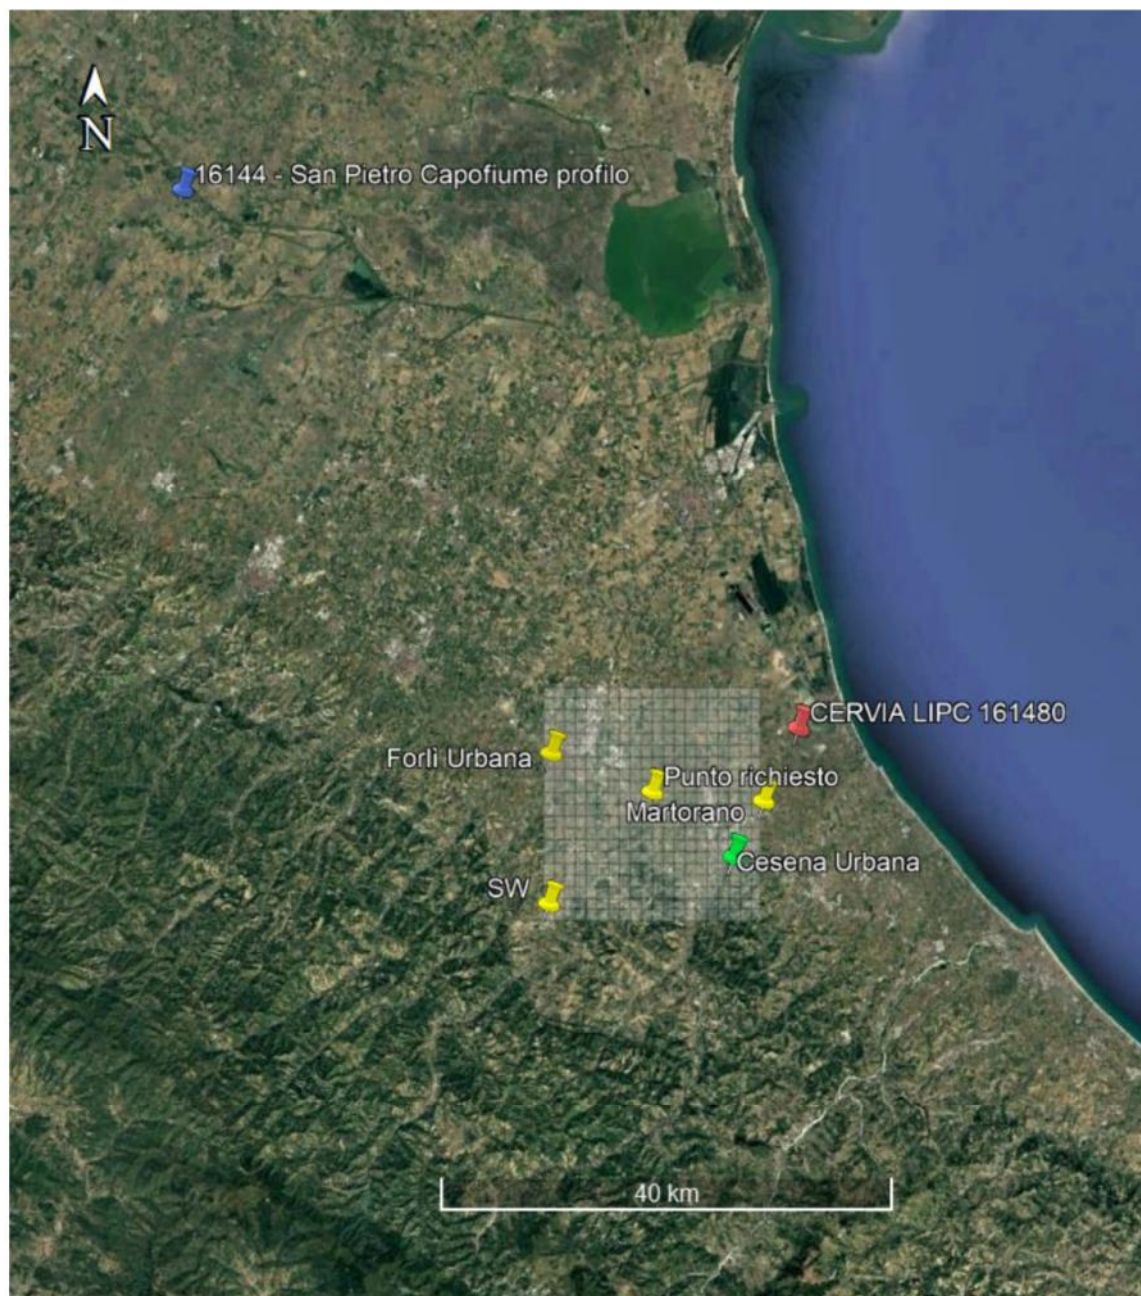 N
16144 - San Pietro Capofiume profilo
CERVIA LIPC 161480
Forlì Urbana
Punto richiesto
Martorano
Cesena Urbana
SW
40 km